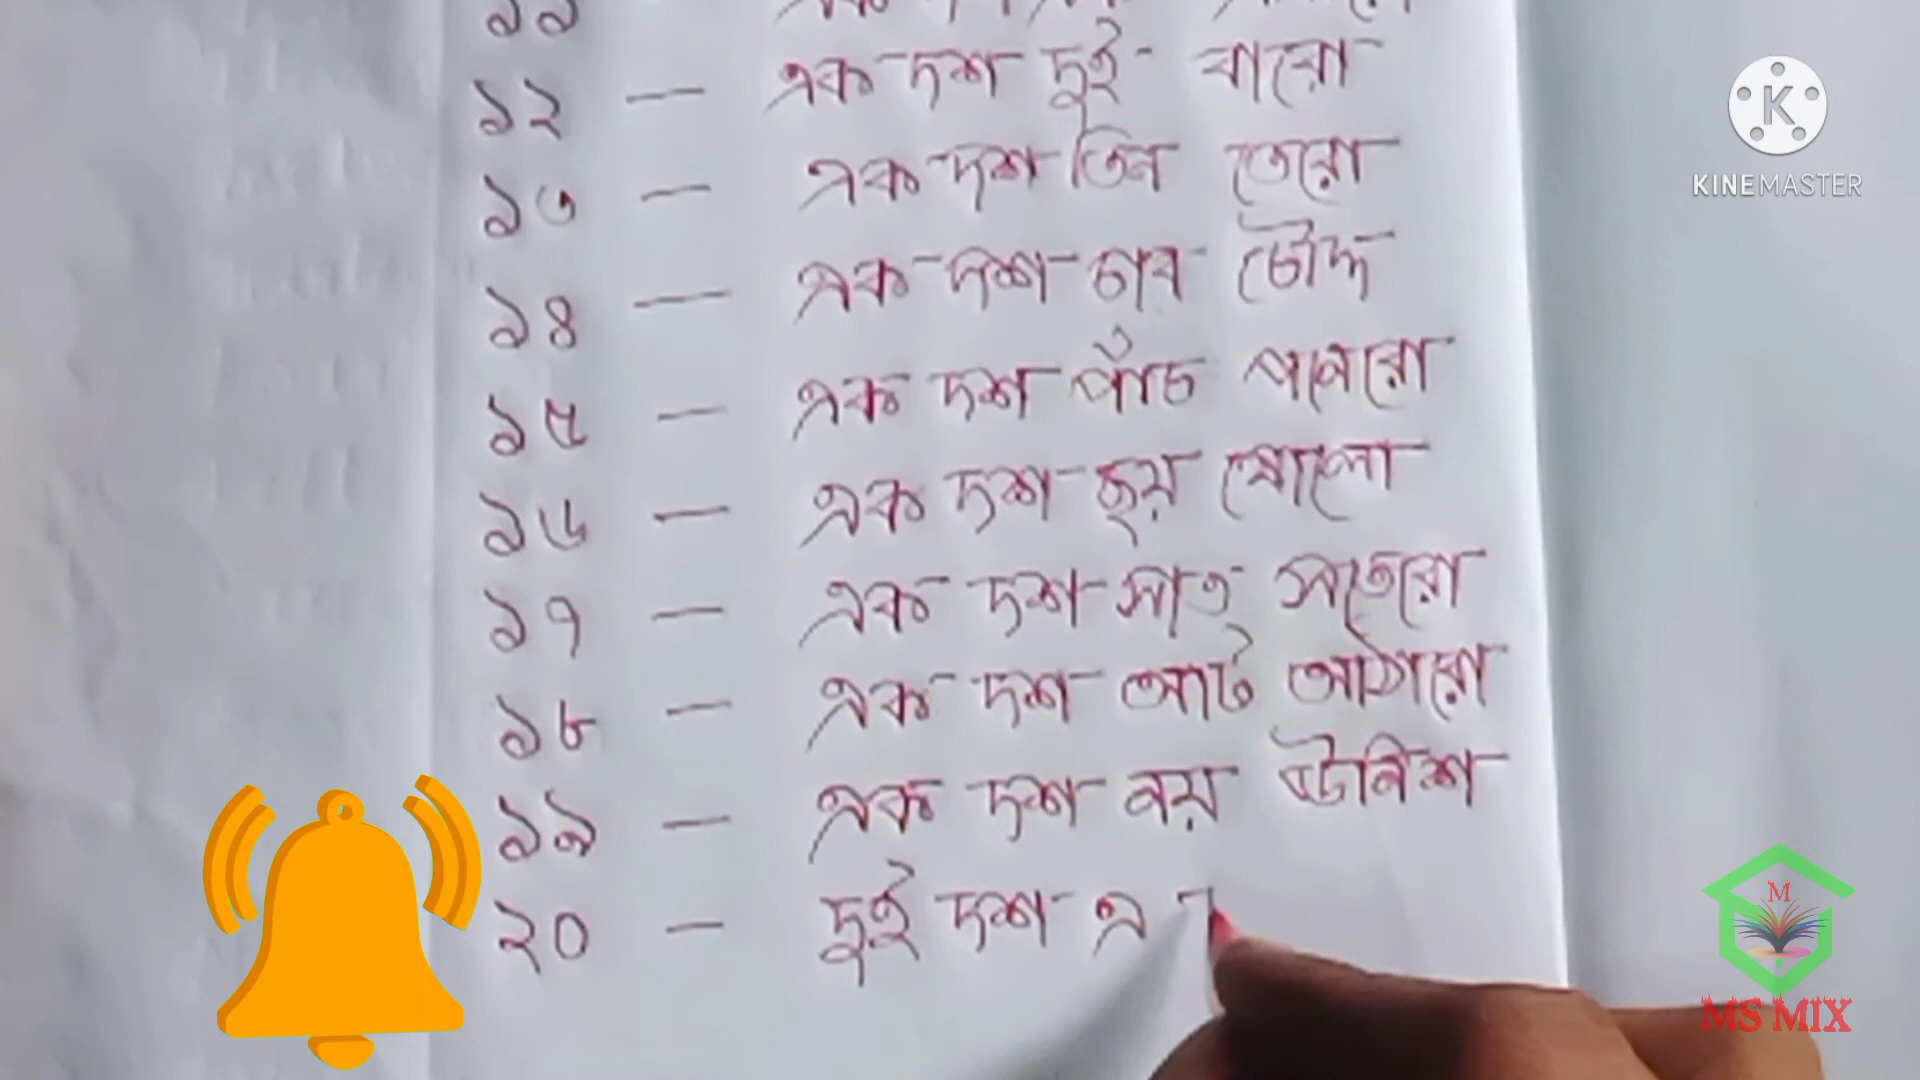 ১১
১২ — এক দশ দুই বারো
১৩ — এক দশ তিন তেরো
১৪ — এক দশ চার চৌদ্দ
১৫ — এক দশ পাঁচ পনেরো
১৬ — এক দশ ছয় ষোলো
১৭ — এক দশ সাত সতেরো
১৮ — এক দশ আট আঠারো
১৯ — এক দশ নয় ঊনিশ
২০ — দুই দশ এ
K
KINEMASTER
M
MS MIX